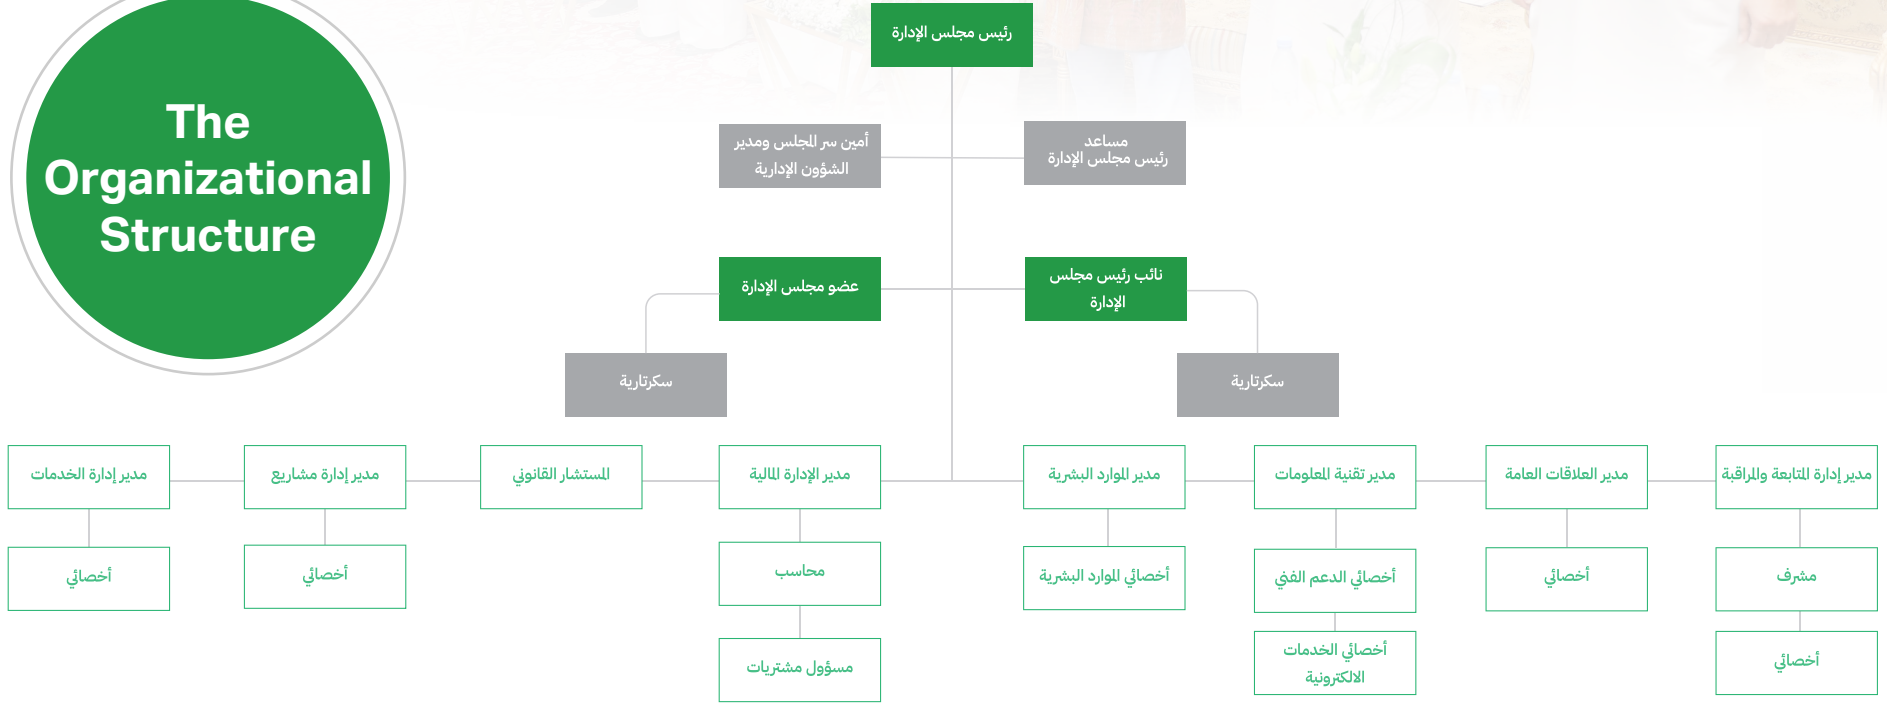 The
Organizational
Structure
رئيس مجلس الإدارة
مساعد
رئيس مجلس الإدارة
أمين سر المجلس ومدير
الشؤون الإدارية
نائب رئيس مجلس
الإدارة
عضو مجلس الإدارة
سكرتارية
سكرتارية
مدير إدارة المتابعة والمراقبة
مدير العلاقات العامة
مدير تقنية المعلومات
مدير الموارد البشرية
مدير الإدارة المالية
المستشار القانوني
مدير إدارة مشاريع
مدير إدارة الخدمات
مشرف
أخصائي
أخصائي الدعم الفني
أخصائي الموارد البشرية
محاسب
أخصائي
أخصائي
أخصائي
أخصائي الخدمات
الالكترونية
مسؤول مشتريات